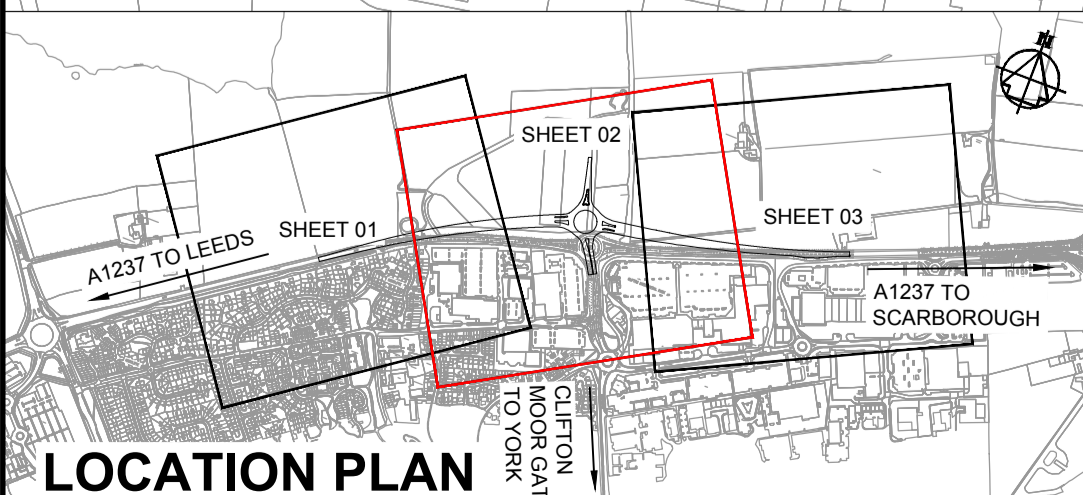 SHEET 02
SHEET 01
SHEET 03
A1237 TO LEEDS
A1237 TO
SCARBOROUGH
CLIFTON
MOOR GAT
TO YORK
LOCATION PLAN
N